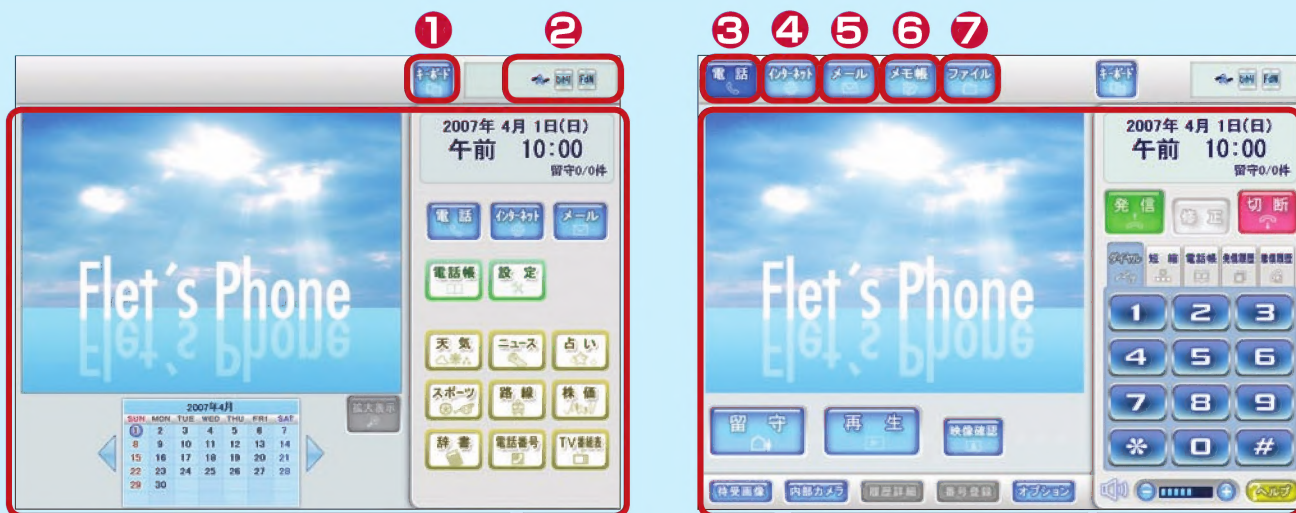 ❶ ❷
キーボード
2007年 4月 1日(日)
午前 10:00
留守0/0件
Flet's Phone
電話 インターネット メール
電話帳 設定
天気 ニュース 占い
スポーツ 路線 株価
辞書 電話番号 TV番組表
拡大表示
2007年4月
SUN MON TUE WED THU FRI SAT
1 2 3 4 5 6 7
8 9 10 11 12 13 14
15 16 17 18 19 20 21
22 23 24 25 26 27 28
29 30
❸ ❹ ❺ ❻ ❼
電話 インターネット メール メモ帳 ファイル キーボード
2007年 4月 1日(日)
午前 10:00
留守0/0件
Flet's Phone
発信 修正 切断
ダイヤル 短縮 電話帳 発信履歴 着信履歴
1 2 3
4 5 6
7 8 9
* 0 #
留守 再生 映像確認
待受画像 内部カメラ 履歴詳細 番号登録 オプション
ヘルプ